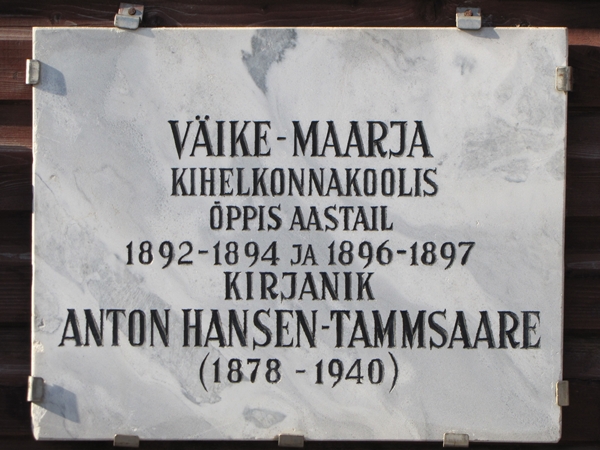 VÄIKE-MAARJA
KIHELKONNAKOOLIS
ÕPPIS AASTAIL
1892-1894 JA 1896-1897
KIRJANIK
ANTON HANSEN-TAMMSAARE
(1878 - 1940)